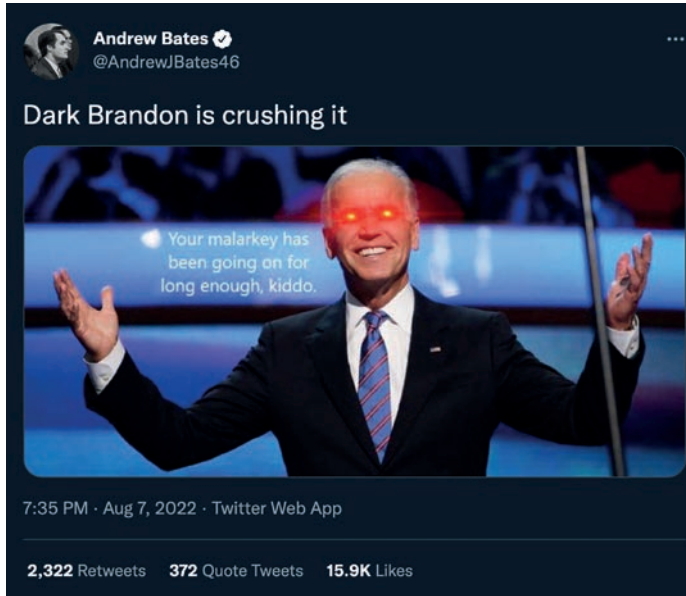 Andrew Bates
@AndrewJBates46
Dark Brandon is crushing it
Your malarkey has
been going on for
long enough, kiddo.
7:35 PM · Aug 7, 2022 · Twitter Web App
2,322 Retweets 372 Quote Tweets 15.9K Likes